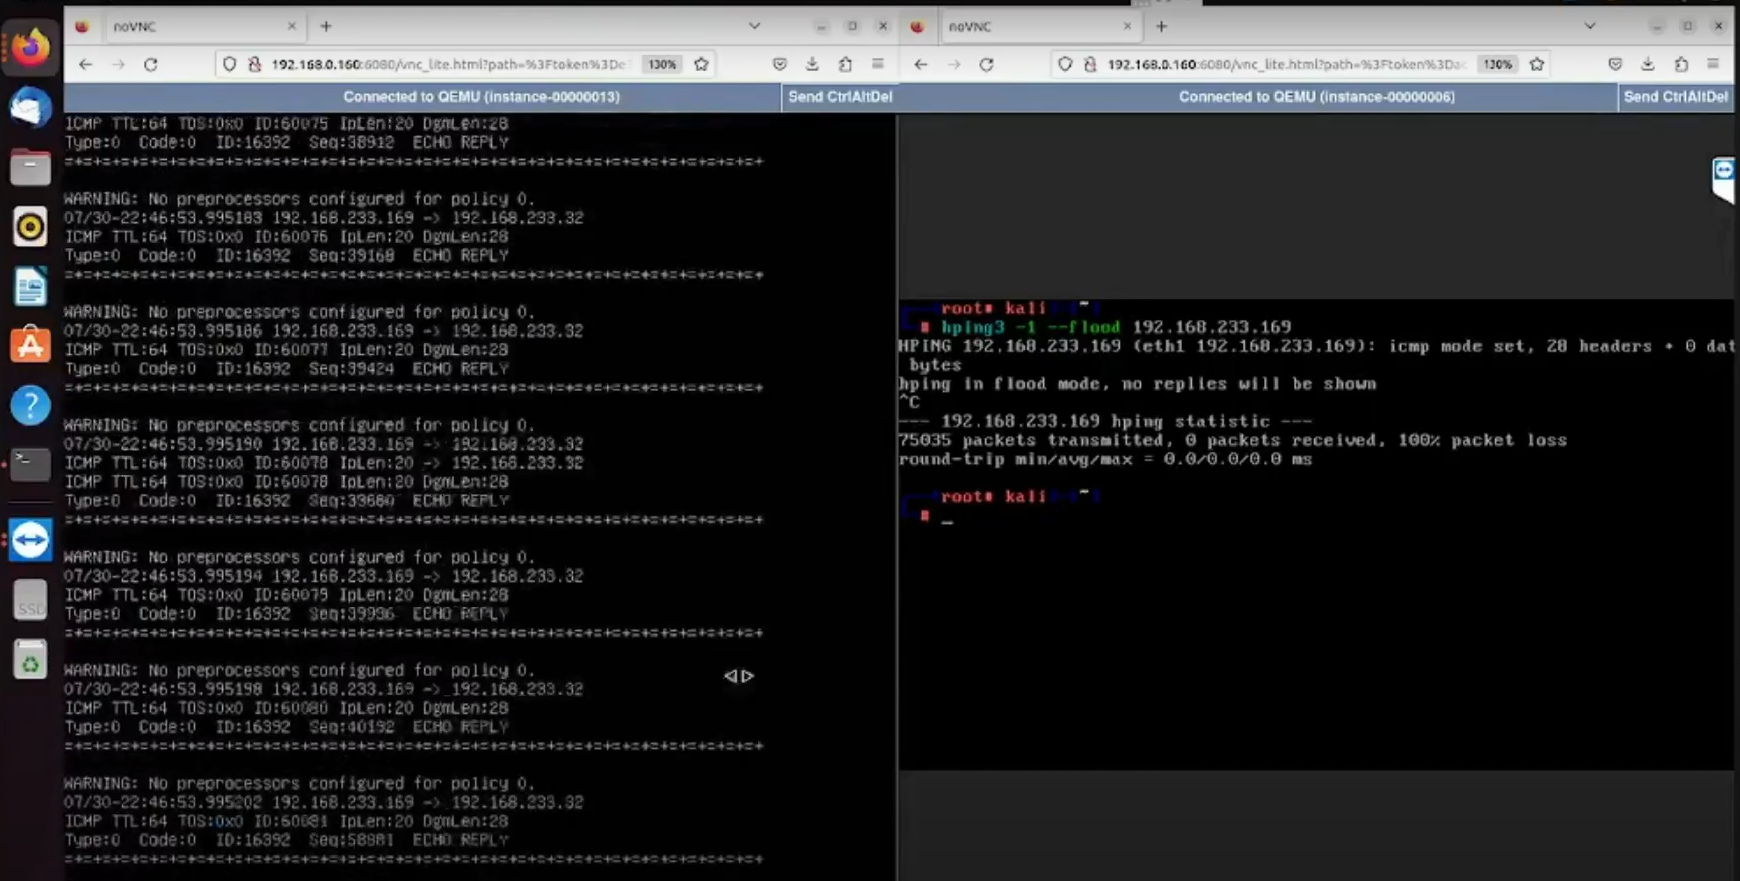 noVNC
192.168.0.160:6080/vnc_lite.html?path=%3Ftoken%3De
130%
Connected to QEMU (instance-00000013)
Send CtrlAltDel
ICMP TTL:64 TOS:0x0 ID:60075 IpLen:20 DgmLen:28
Type:0 Code:0 ID:16392 Seq:38912 ECHO REPLY
=+=+=+=+=+=+=+=+=+=+=+=+=+=+=+=+=+=+=+=+=+=+=+=+=+=+=+=+=+=+=+=+=+=+=+=+=+
WARNING: No preprocessors configured for policy 0.
07/30-22:46:53.995183 192.168.233.169 -> 192.168.233.32
ICMP TTL:64 TOS:0x0 ID:60076 IpLen:20 DgmLen:28
Type:0 Code:0 ID:16392 Seq:39168 ECHO REPLY
=+=+=+=+=+=+=+=+=+=+=+=+=+=+=+=+=+=+=+=+=+=+=+=+=+=+=+=+=+=+=+=+=+=+=+=+=+
WARNING: No preprocessors configured for policy 0.
07/30-22:46:53.995186 192.168.233.169 -> 192.168.233.32
ICMP TTL:64 TOS:0x0 ID:60077 IpLen:20 DgmLen:28
Type:0 Code:0 ID:16392 Seq:39424 ECHO REPLY
=+=+=+=+=+=+=+=+=+=+=+=+=+=+=+=+=+=+=+=+=+=+=+=+=+=+=+=+=+=+=+=+=+=+=+=+=+
WARNING: No preprocessors configured for policy 0.
07/30-22:46:53.995190 192.168.233.169 -> 192.168.233.32
ICMP TTL:64 TOS:0x0 ID:60078 IpLen:20 -> 192.168.233.32
ICMP TTL:64 TOS:0x0 ID:60078 IpLen:20 DgmLen:28
Type:0 Code:0 ID:16392 Seq:39680 ECHO REPLY
=+=+=+=+=+=+=+=+=+=+=+=+=+=+=+=+=+=+=+=+=+=+=+=+=+=+=+=+=+=+=+=+=+=+=+=+=+
WARNING: No preprocessors configured for policy 0.
07/30-22:46:53.995194 192.168.233.169 -> 192.168.233.32
ICMP TTL:64 TOS:0x0 ID:60079 IpLen:20 DgmLen:28
Type:0 Code:0 ID:16392 ECHO REPLY
=+=+=+=+=+=+=+=+=+=+=+=+=+=+=+=+=+=+=+=+=+=+=+=+=+=+=+=+=+=+=+=+=+=+=+=+=+
WARNING: No preprocessors configured for policy 0.
07/30-22:46:53.995198 192.168.233.169 -> 192.168.233.32
ICMP TTL:64 TOS:0x0 ID:60080 IpLen:20 DgmLen:28
Type:0 Code:0 ID:16392 Seq:40192 ECHO REPLY
=+=+=+=+=+=+=+=+=+=+=+=+=+=+=+=+=+=+=+=+=+=+=+=+=+=+=+=+=+=+=+=+=+=+=+=+=+
WARNING: No preprocessors configured for policy 0.
07/30-22:46:53.995202 192.168.233.169 -> 192.168.233.32
ICMP TTL:64 TOS:0x0 ID:60081 IpLen:20 DgmLen:28
Type:0 Code:0 ID:16392 ECHO REPLY
=+=+=+=+=+=+=+=+=+=+=+=+=+=+=+=+=+=+=+=+=+=+=+=+=+=+=+=+=+=+=+=+=+=+=+=+=+
SSD
noVNC
192.168.0.160:6080/vnc_lite.html?path=%3Ftoken%3Dac
130%
Connected to QEMU (instance-00000006)
Send CtrlAltDel
root kali ~
hping3 -1 --flood 192.168.233.169
HPING 192.168.233.169 (eth1 192.168.233.169): icmp mode set, 28 headers + 0 dat
bytes
hping in flood mode, no replies will be shown
^C
--- 192.168.233.169 hping statistic ---
75035 packets transmitted, 0 packets received, 100% packet loss
round-trip min/avg/max = 0.0/0.0/0.0 ms
root kali ~